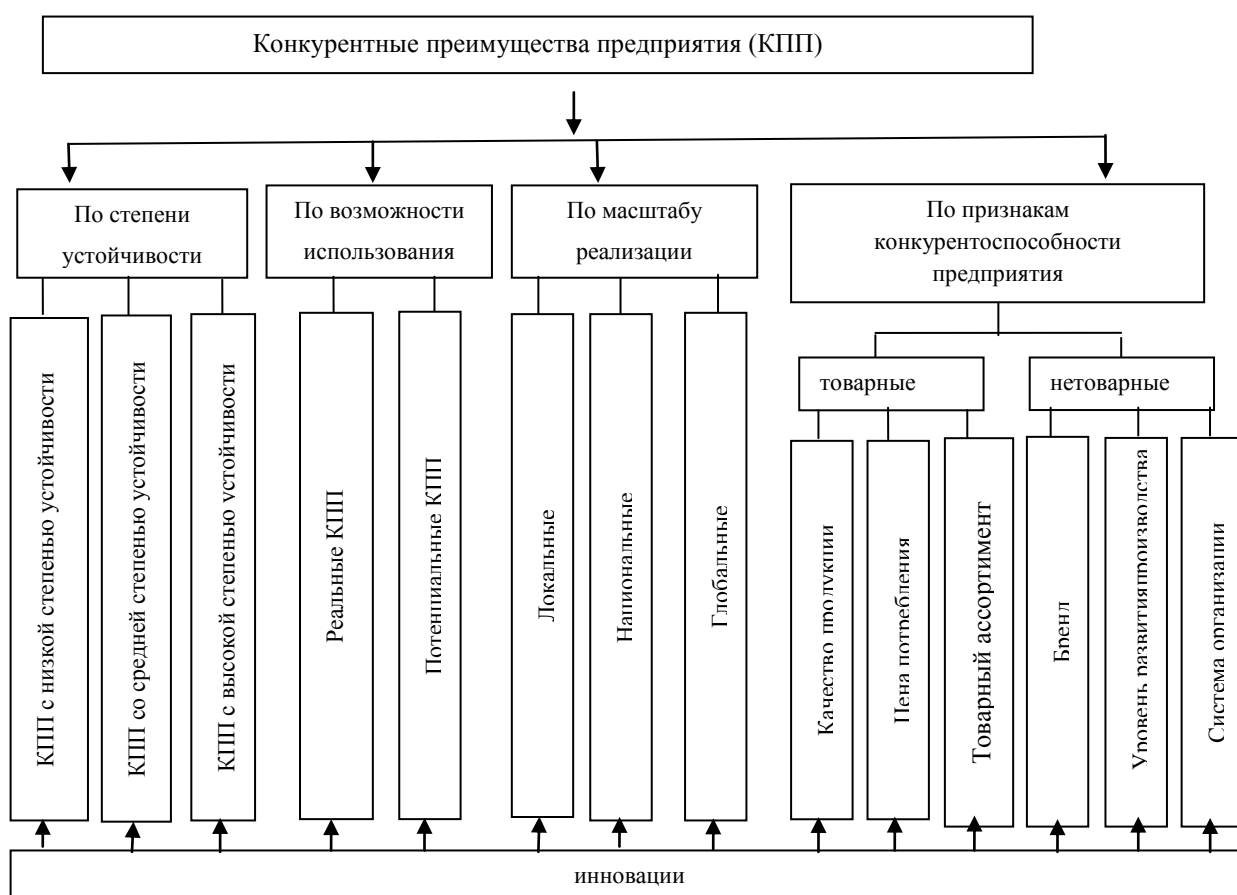 Конкурентные преимущества предприятия (КПП)
По степени
устойчивости
По возможности
использования
По масштабу
реализации
По признакам
конкурентоспособности
предприятия
товарные
нетоварные
КПП с низкой степенью устойчивости
КПП со средней степенью устойчивости
КПП с высокой степенью устойчивости
Реальные КПП
Потенциальные КПП
Локальные
Национальные
Глобальные
Качество продукции
Цена потребления
Товарный ассортимент
Бренд
Уровень развитияпроизводства
Система организации
инновации